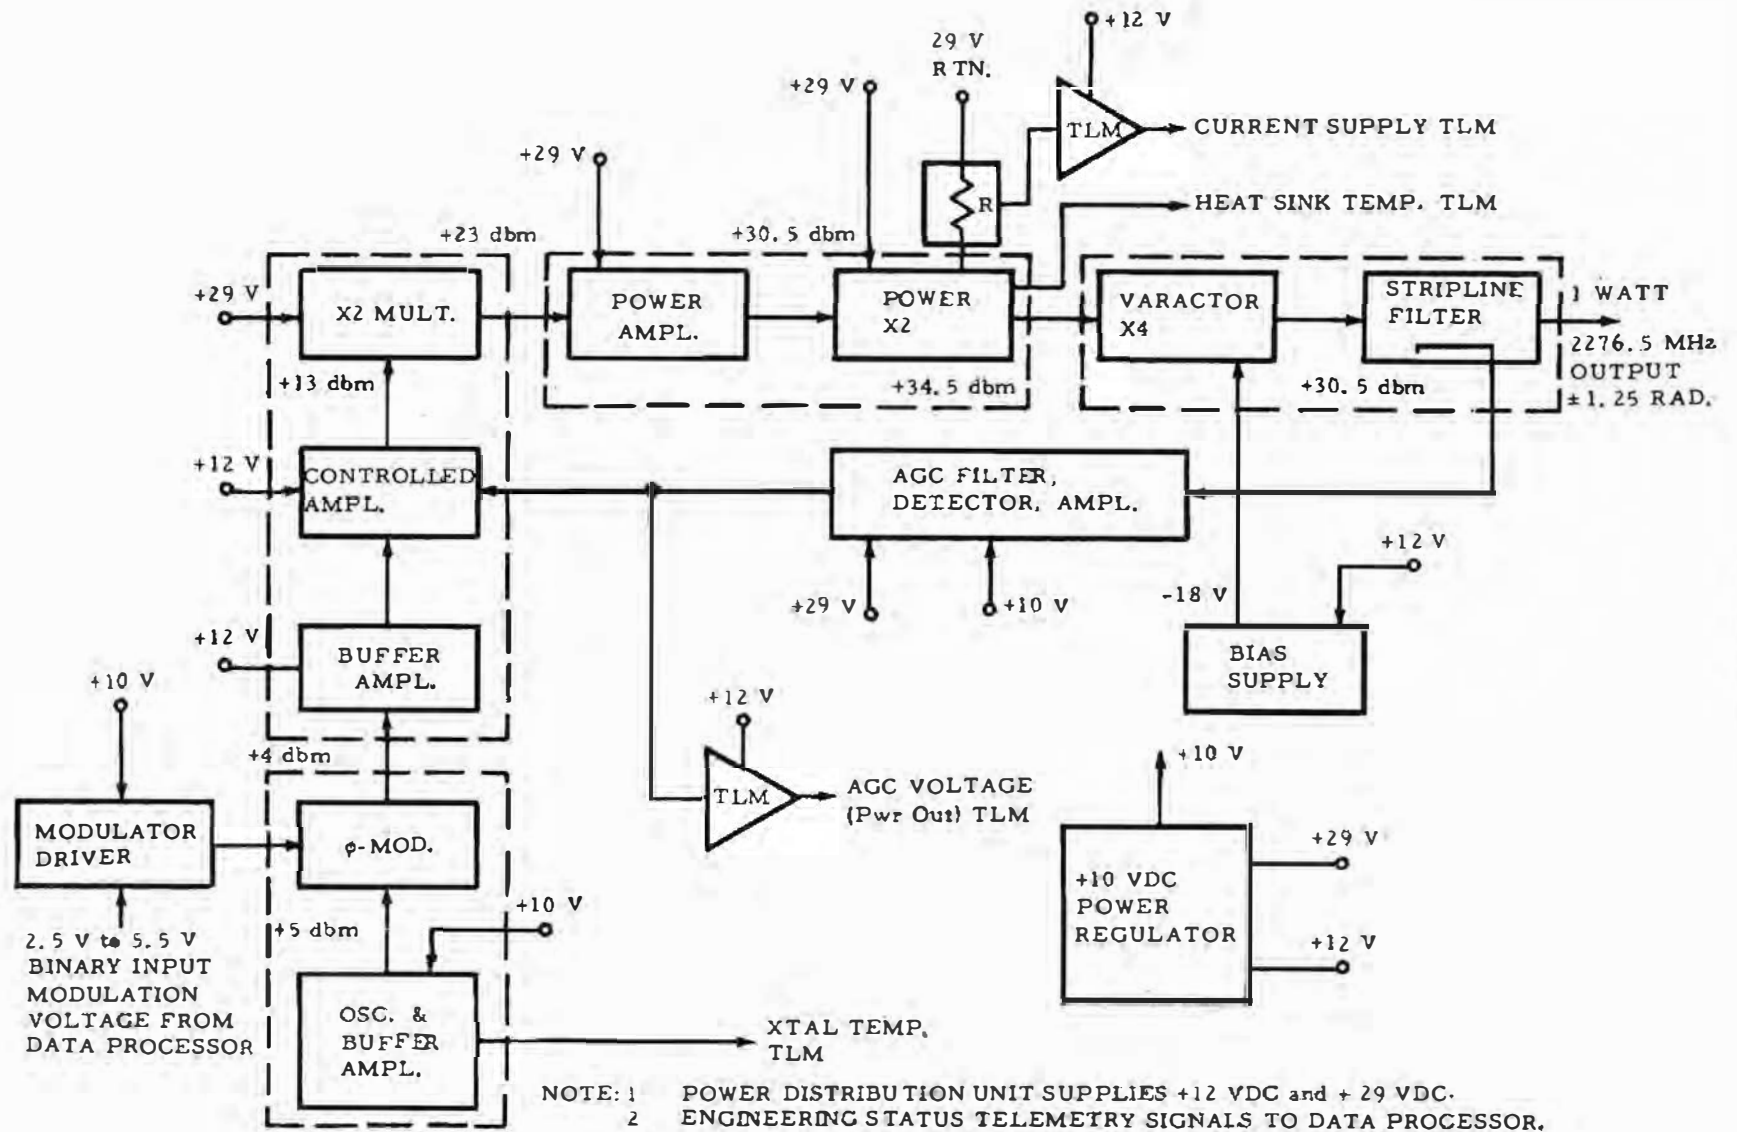 +12 V
29 V
RTN.
+29 V
TLM
CURRENT SUPPLY TLM
+29 V
R
HEAT SINK TEMP. TLM
+23 dbm
+30.5 dbm
+29 V
X2 MULT.
POWER
AMPL.
POWER
X2
VARACTOR
X4
STRIPLINE
FILTER
1 WATT
2276.5 MHz
OUTPUT
±1.25 RAD.
+13 dbm
+34.5 dbm
+30.5 dbm
+12 V
CONTROLLED
AMPL.
AGC FILTER,
DETECTOR, AMPL.
+12 V
+29 V
+10 V
-18 V
+12 V
BUFFER
AMPL.
BIAS
SUPPLY
+10 V
+12 V
+4 dbm
+10 V
TLM
AGC VOLTAGE
(Pwr Out) TLM
MODULATOR
DRIVER
φ-MOD.
+29 V
+10 VDC
POWER
REGULATOR
+12 V
+10 V
+5 dbm
2.5 V to 5.5 V
BINARY INPUT
MODULATION
VOLTAGE FROM
DATA PROCESSOR
OSC. &
BUFFER
AMPL.
XTAL TEMP.
TLM
NOTE: 1 POWER DISTRIBUTION UNIT SUPPLIES +12 VDC and + 29 VDC.
2 ENGINEERING STATUS TELEMETRY SIGNALS TO DATA PROCESSOR.